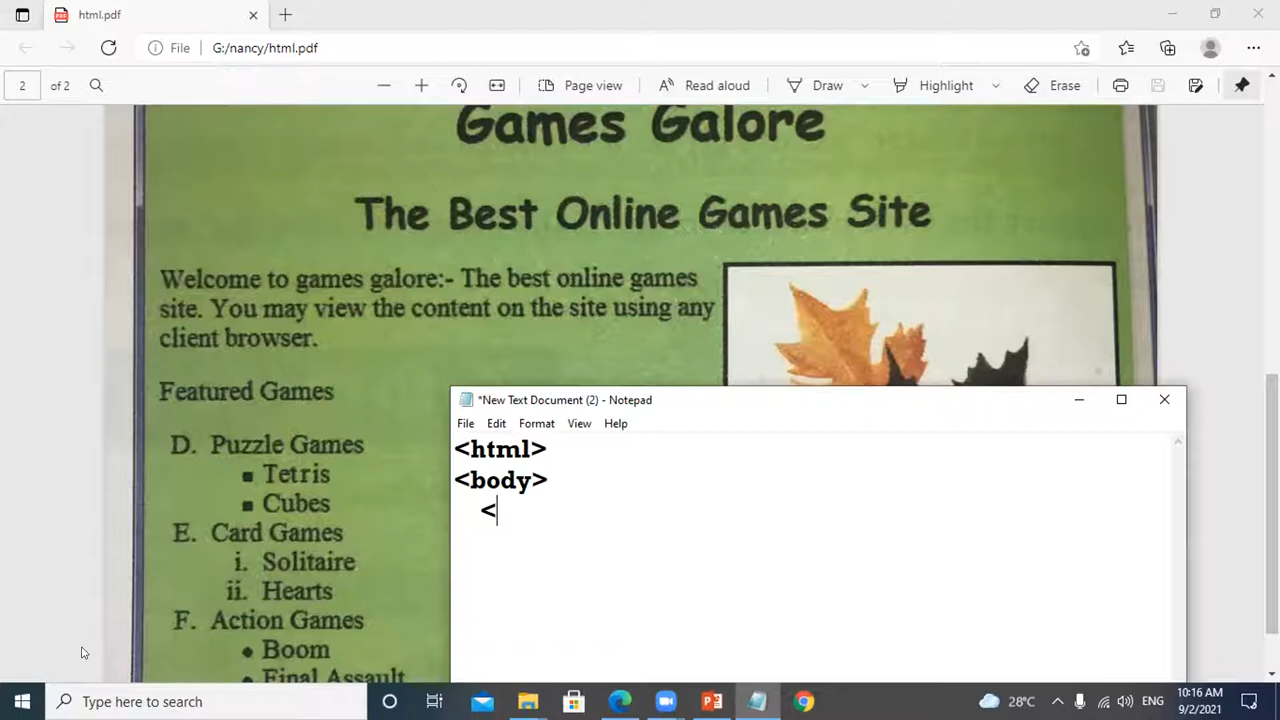 html.pdf
File G:/nancy/html.pdf
2 of 2 Page view Read aloud Draw Highlight Erase
Games Galore
The Best Online Games Site
Welcome to games galore:- The best online games
site. You may view the content on the site using any
client browser.
Featured Games
D. Puzzle Games
■ Tetris
■ Cubes
E. Card Games
i. Solitaire
ii. Hearts
F. Action Games
● Boom
● Final Assault
*New Text Document (2) - Notepad
File Edit Format View Help
<html>
<body>
<
Type here to search
28°C ENG 10:16 AM
9/2/2021